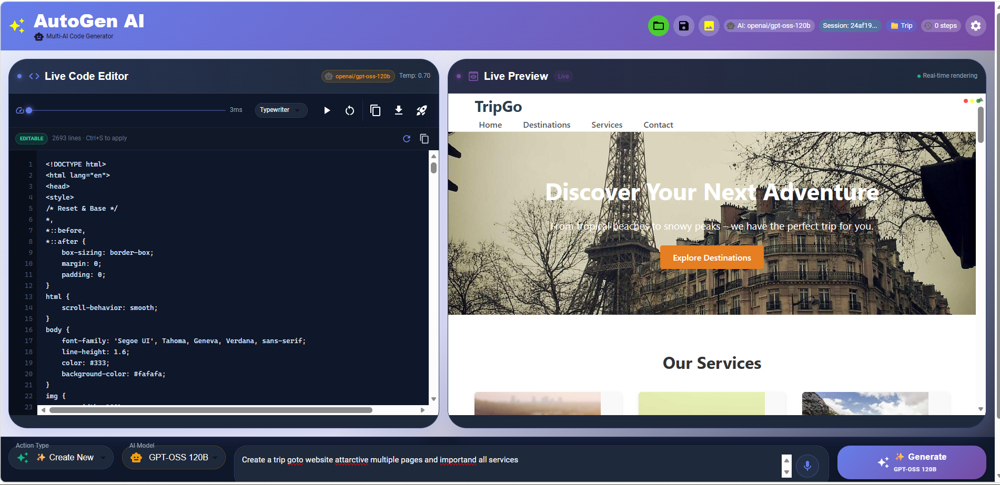 AutoGen AI
Multi-AI Code Generator
AI: openai/gpt-oss-120b
Session: 24af19...
Trip
0 steps
Live Code Editor
openai/gpt-oss-120b
Temp: 0.70
3ms
Typewriter
EDITABLE
2693 lines · Ctrl+S to apply
1 <!DOCTYPE html>
2 <html lang="en">
3 <head>
4 <style>
5 /* Reset & Base */
6 *,
7 *::before,
8 *::after {
9 box-sizing: border-box;
10 margin: 0;
11 padding: 0;
12 }
13 html {
14 scroll-behavior: smooth;
15 }
16 body {
17 font-family: 'Segoe UI', Tahoma, Geneva, Verdana, sans-serif;
18 line-height: 1.6;
19 color: #333;
20 background-color: #fafafa;
21 }
22 img {
23
Live Preview
Live
Real-time rendering
TripGo
Home Destinations Services Contact
Discover Your Next Adventure
From tropical beaches to snowy peaks – we have the perfect trip for you.
Explore Destinations
Our Services
Action Type
Create New
AI Model
GPT-OSS 120B
Create a trip goto website attarctive multiple pages and importand all services
Generate
GPT-OSS 120B